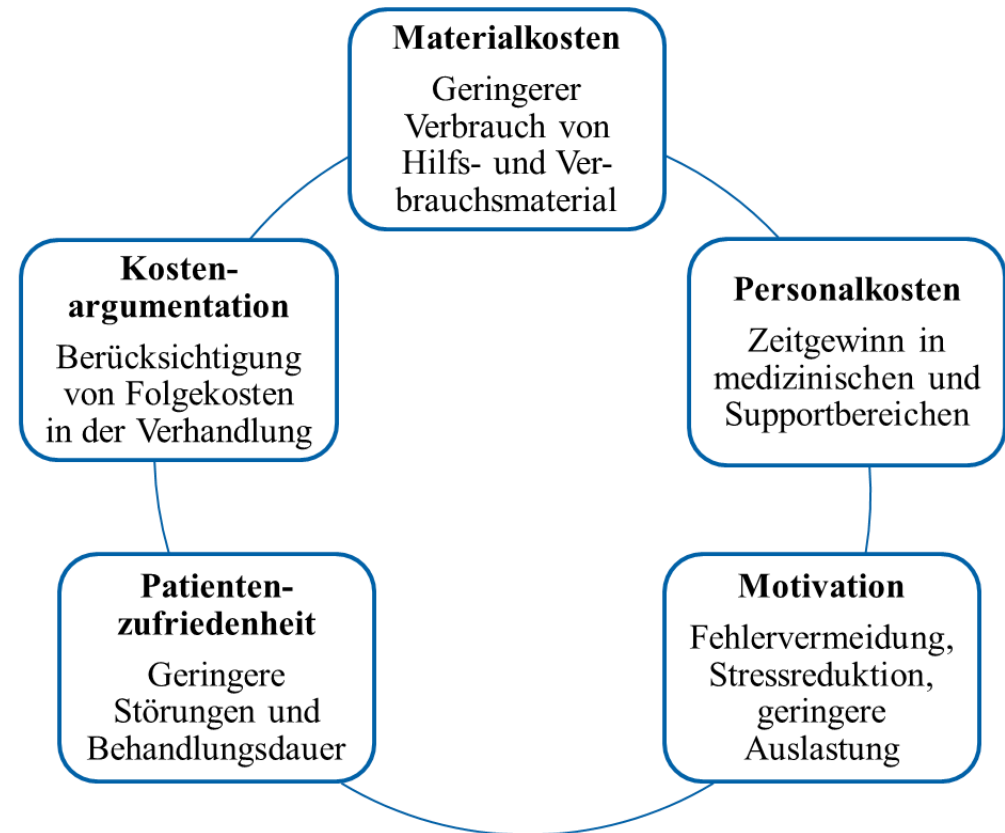 Materialkosten
Geringerer
Verbrauch von
Hilfs- und Ver-
brauchsmaterial
Personalkosten
Zeitgewinn in
medizinischen und
Supportbereichen
Motivation
Fehlervermeidung,
Stressreduktion,
geringere
Auslastung
Patienten-
zufriedenheit
Geringere
Störungen und
Behandlungsdauer
Kosten-
argumentation
Berücksichtigung
von Folgekosten
in der Verhandlung